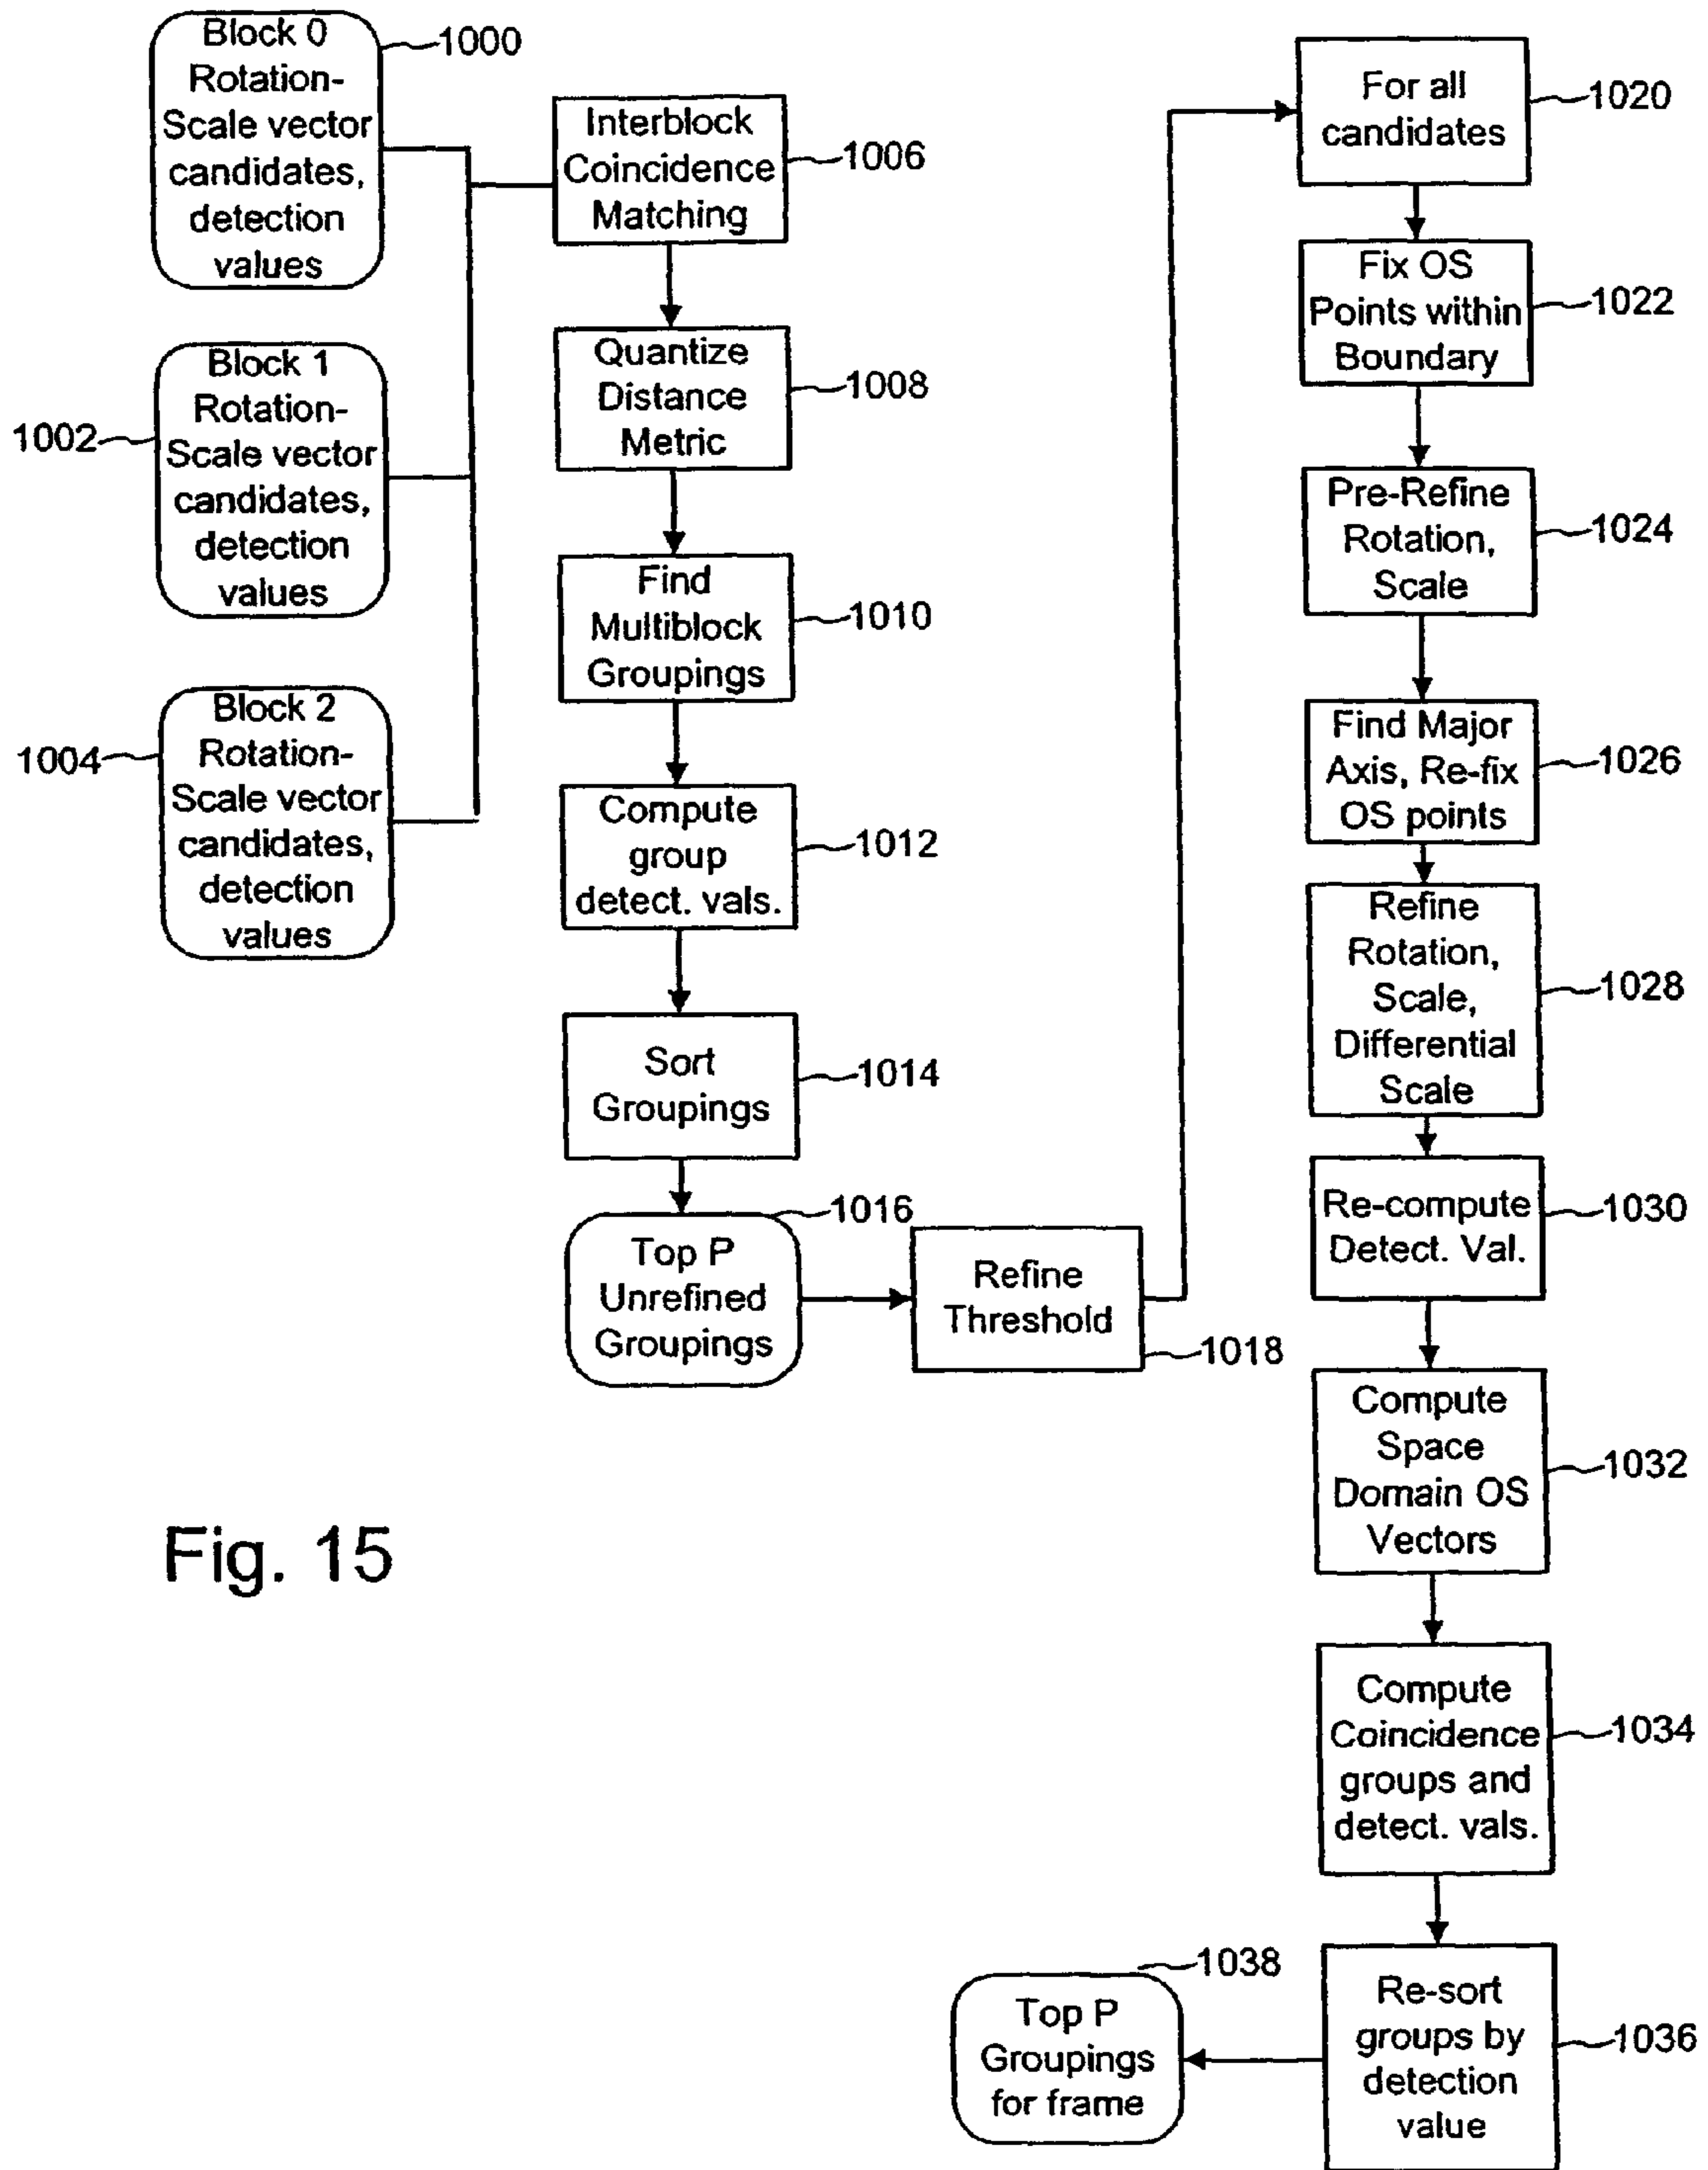 Block 0
Rotation-
Scale vector
candidates,
detection
values
1000
Block 1
Rotation-
Scale vector
candidates,
detection
values
1002
Block 2
Rotation-
Scale vector
candidates,
detection
values
1004
Interblock
Coincidence
Matching
1006
Quantize
Distance
Metric
1008
Find
Multiblock
Groupings
1010
Compute
group
detect. vals.
1012
Sort
Groupings
1014
Top P
Unrefined
Groupings
1016
Refine
Threshold
1018
For all
candidates
1020
Fix OS
Points within
Boundary
1022
Pre-Refine
Rotation,
Scale
1024
Find Major
Axis, Re-fix
OS points
1026
Refine
Rotation,
Scale,
Differential
Scale
1028
Re-compute
Detect. Val.
1030
Compute
Space
Domain OS
Vectors
1032
Compute
Coincidence
groups and
detect. vals.
1034
Re-sort
groups by
detection
value
1036
Top P
Groupings
for frame
1038
Fig. 15